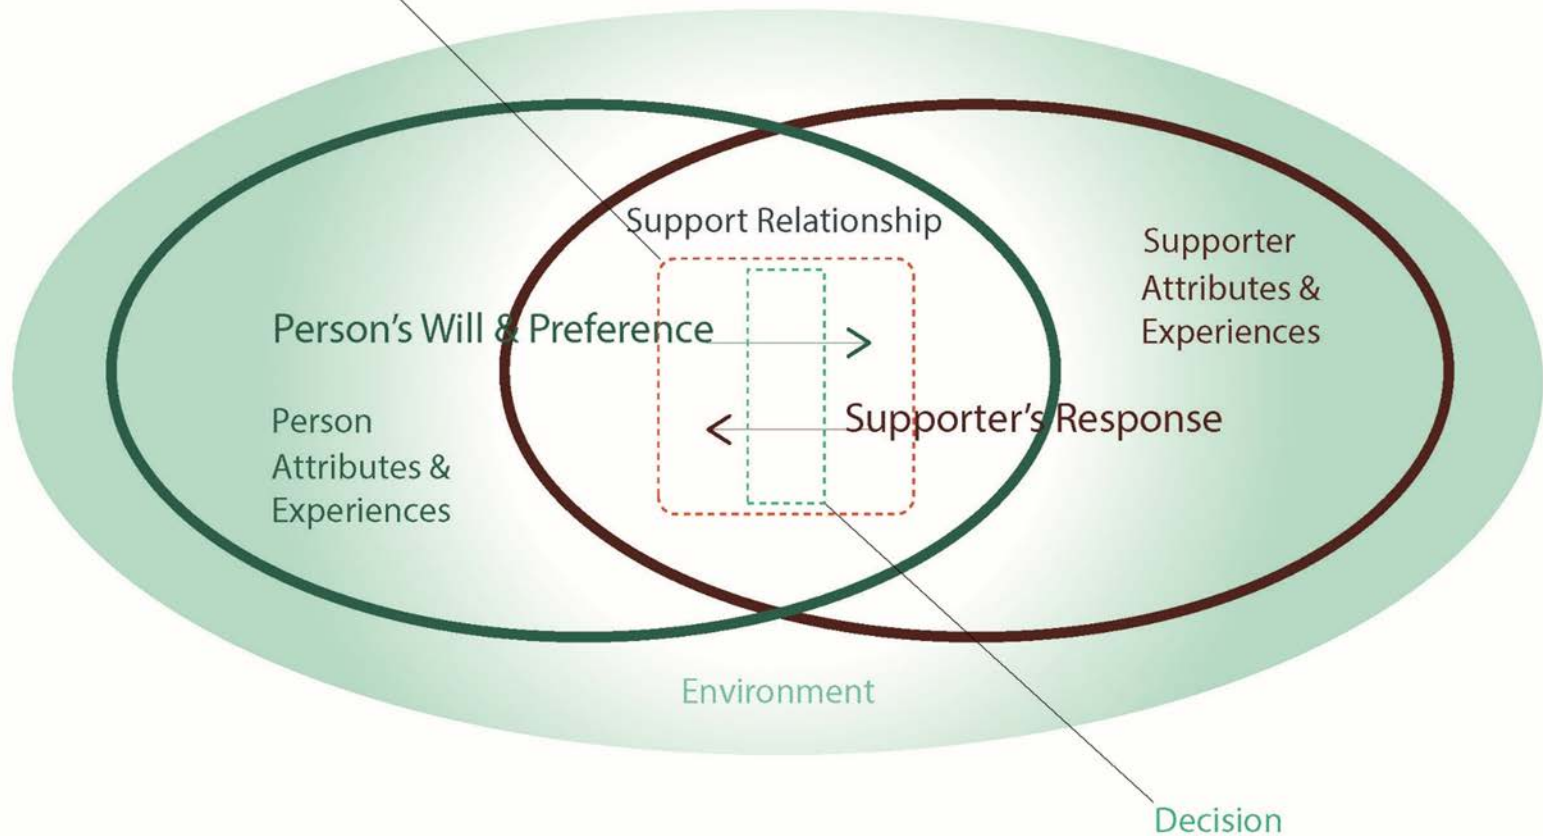 Support Relationship
Supporter
Attributes &
Experiences
Person's Will & Preference
Supporter's Response
Person
Attributes &
Experiences
Environment
Decision